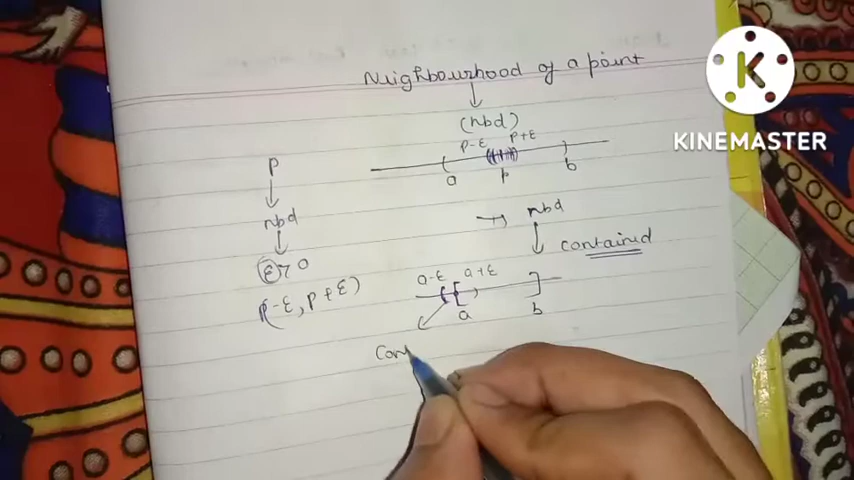 Neighbourhood of a point
(nbd)
P-ε P+ε
a P b
P
nbd
ε>0
(P-ε, P+ε)
→ nbd
contained
a-ε a+ε
a b
Con
K
KINEMASTER